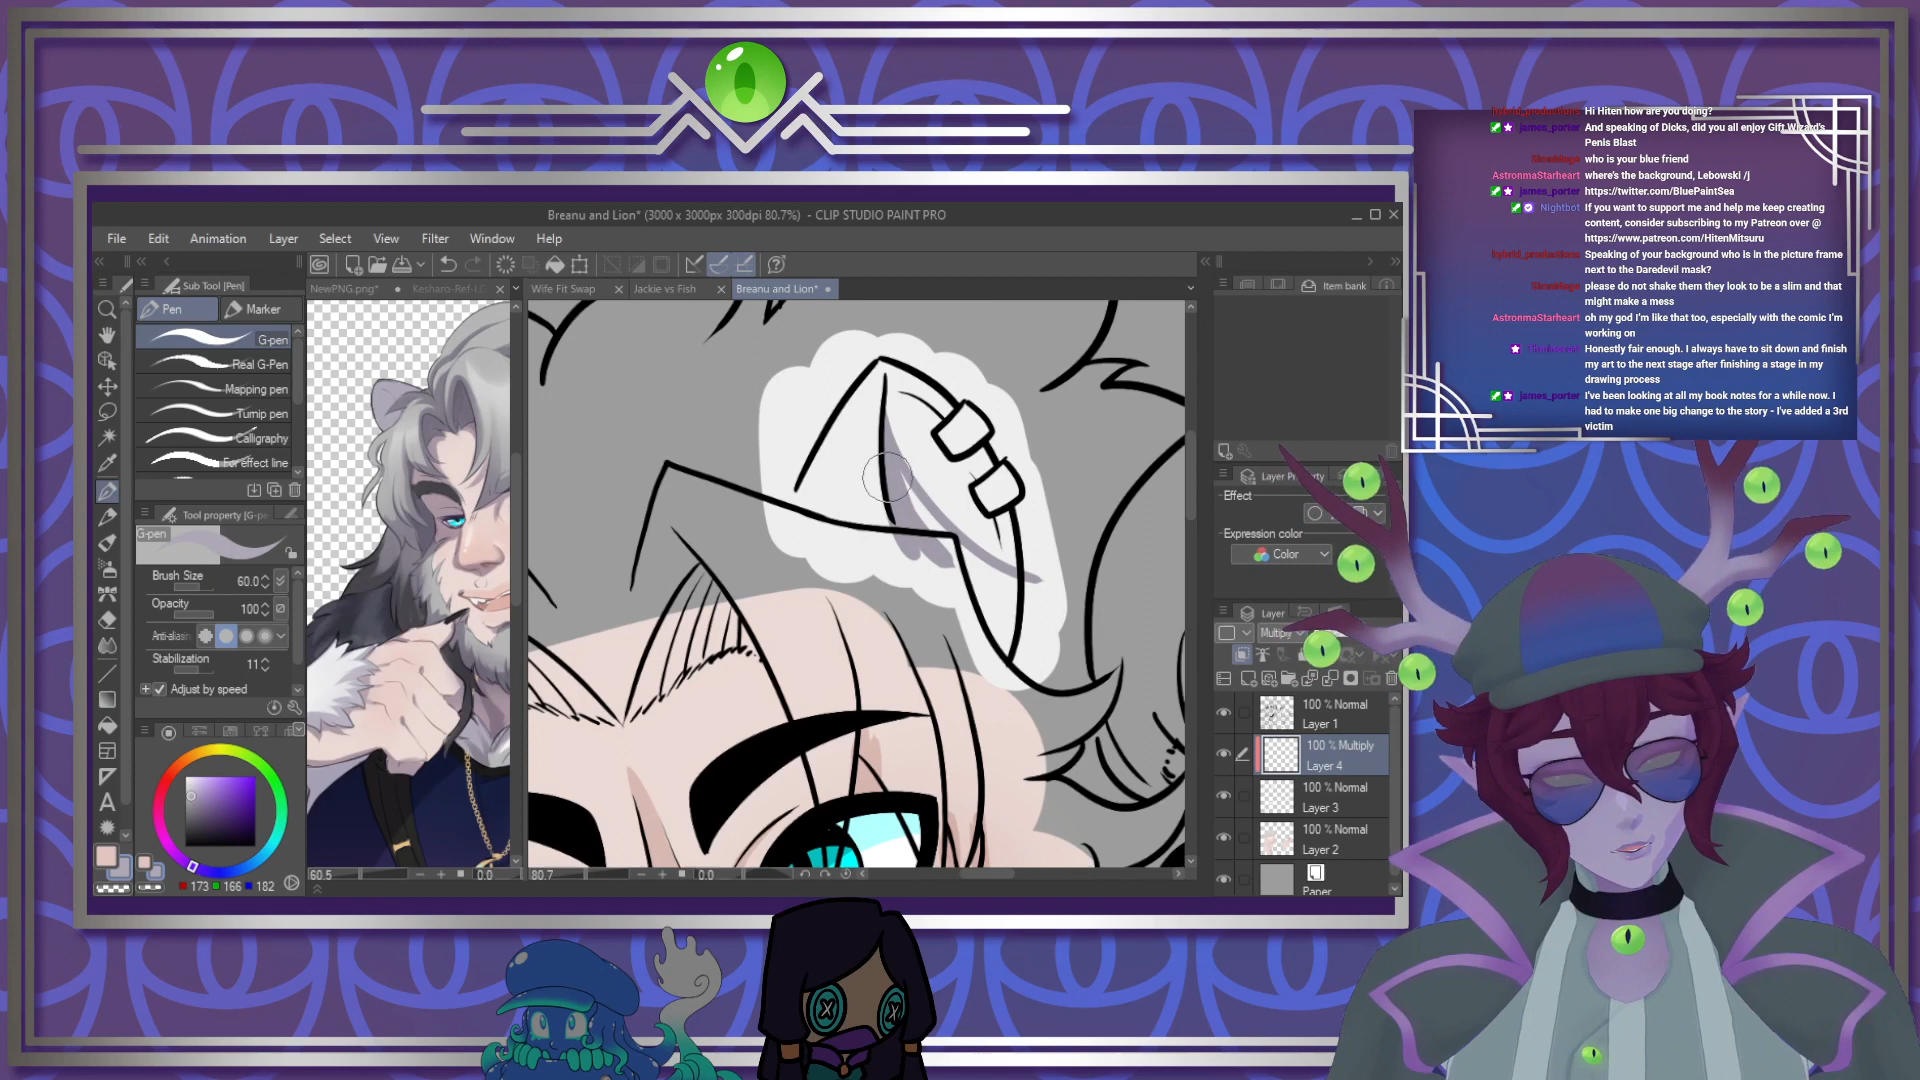 Breanu and Lion* (3000 x 3000px 300dpi 80.7%) - CLIP STUDIO PAINT PRO
File Edit Animation Layer Select View Filter Window Help
Sub Tool [Pen]
Pen Marker
G-pen
Real G-Pen
Mapping pen
Turnip pen
Calligraphy
For effect line
Tool property [G-pe
G-pen
Brush Size 60.0
Opacity 100
Anti-aliasin
Stabilization 11
Adjust by speed
173 166 182
NewPNG.png* Kesharo-Ref-LG
Wife Fit Swap Jackie vs Fish Breanu and Lion*
60.5 0.0
80.7 0.0
Item bank
Layer Property
Effect
Expression color
Color
Layer
Multiply
100 % Normal
Layer 1
100 % Multiply
Layer 4
100 % Normal
Layer 3
100 % Normal
Layer 2
Paper
hybrid_productions Hi Hiten how are you doing?
james_porter And speaking of Dicks, did you all enjoy Gift Wizard's
Penis Blast
who is your blue friend
AstronmaStarheart where's the background, Lebowski /j
james_porter https://twitter.com/BluePaintSea
Nightbot If you want to support me and help me keep creating
content, consider subscribing to my Patreon over @
https://www.patreon.com/HitenMitsuru
hybrid_productions Speaking of your background who is in the picture frame
next to the Daredevil mask?
please do not shake them they look to be a slim and that
might make a mess
AstronmaStarheart oh my god I'm like that too, especially with the comic I'm
working on
Honestly fair enough. I always have to sit down and finish
my art to the next stage after finishing a stage in my
drawing process
james_porter I've been looking at all my book notes for a while now. I
had to make one big change to the story - I've added a 3rd
victim